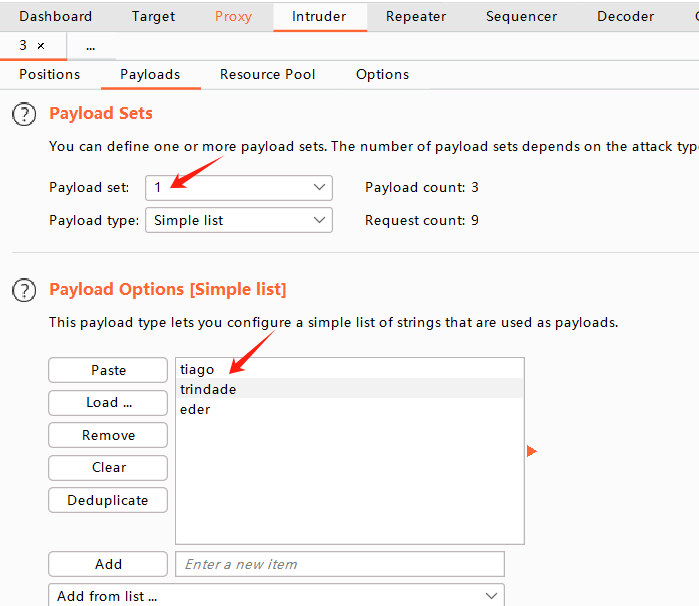 Dashboard Target Proxy Intruder Repeater Sequencer Decoder
3 × ...
Positions Payloads Resource Pool Options
? Payload Sets
You can define one or more payload sets. The number of payload sets depends on the attack typ
Payload set: 1 Payload count: 3
Payload type: Simple list Request count: 9
? Payload Options [Simple list]
This payload type lets you configure a simple list of strings that are used as payloads.
Paste
Load ...
Remove
Clear
Deduplicate
tiago
trindade
eder
Add Enter a new item
Add from list ...